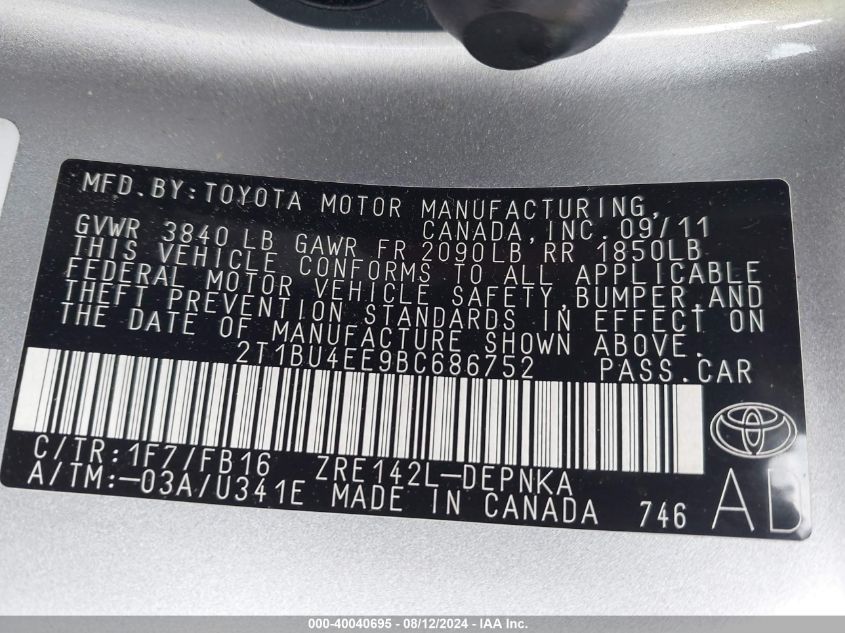 MFD.BY:TOYOTA MOTOR MANUFACTURING,
CANADA,INC.09/11
GVWR 3840 LB GAWR FR 2090LB RR 1850LB
THIS VEHICLE CONFORMS TO ALL APPLICABLE
FEDERAL MOTOR VEHICLE SAFETY,BUMPER,AND
THEFT PREVENTION STANDARDS IN EFFECT ON
THE DATE OF MANUFACTURE SHOWN ABOVE.
2T1BU4EE9BC686752 PASS.CAR
C/TR:1F7/FB16 ZRE142L-DEPNKA
A/TM:-03A/U341E MADE IN CANADA 746
000-40040695 - 08/12/2024 - IAA Inc.